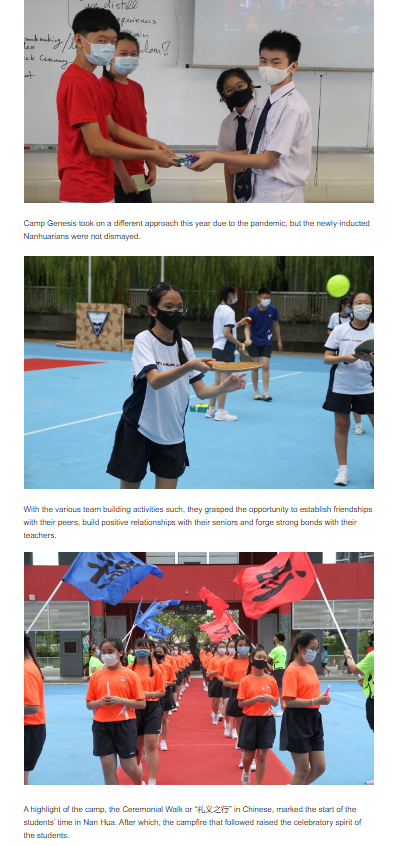 we distill
experiences
dom?
Camp Genesis took on a different approach this year due to the pandemic, but the newly-inducted
Nanhuarians were not dismayed.
With the various team building activities such, they grasped the opportunity to establish friendships
with their peers, build positive relationships with their seniors and forge strong bonds with their
teachers.
A highlight of the camp, the Ceremonial Walk or “礼义之行” in Chinese, marked the start of the
students’ time in Nan Hua. After which, the campfire that followed raised the celebratory spirit of
the students.